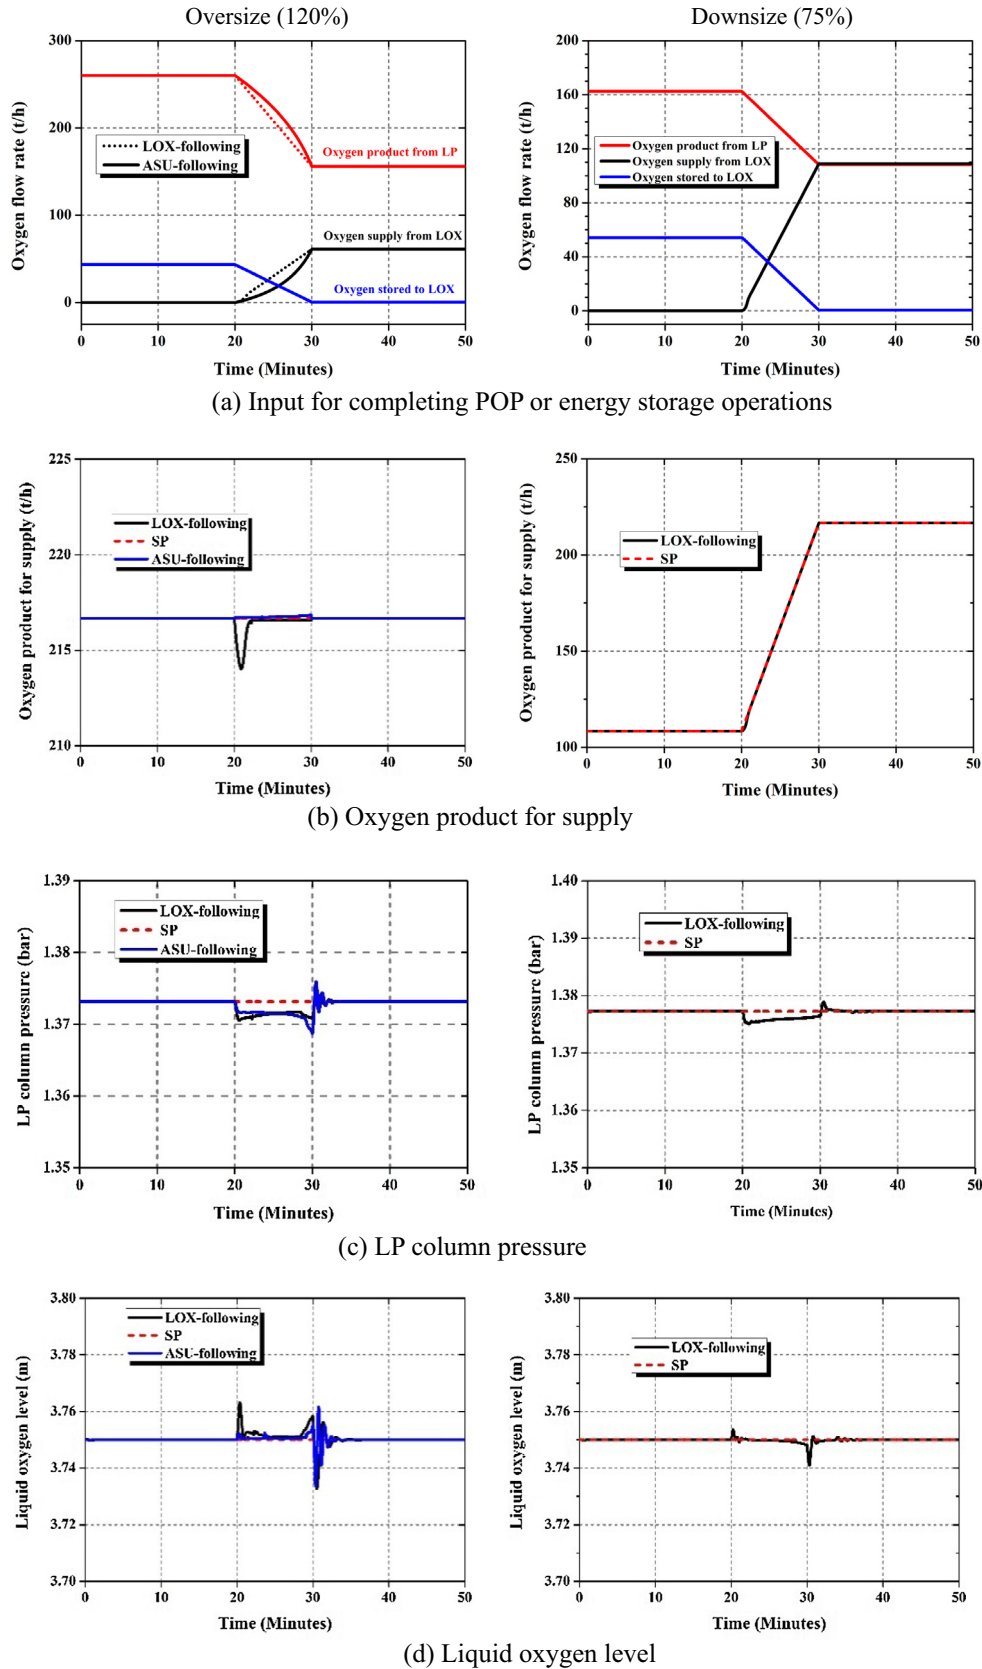 Oversize (120%)
Downsize (75%)
300
200
100
0
Oxygen flow rate (t/h)
LOX-following
ASU-following
Oxygen product from LP
Oxygen supply from LOX
Oxygen stored to LOX
0 10 20 30 40 50
Time (Minutes)
200
160
120
80
40
0
Oxygen flow rate (t/h)
Oxygen product from LP
Oxygen supply from LOX
Oxygen stored to LOX
0 10 20 30 40 50
Time (Minutes)
(a) Input for completing POP or energy storage operations
225
220
215
210
Oxygen product for supply (t/h)
LOX-following
SP
ASU-following
0 10 20 30 40 50
Time (Minutes)
250
200
150
100
Oxygen product for supply (t/h)
LOX-following
SP
0 10 20 30 40 50
Time (Minutes)
(b) Oxygen product for supply
1.39
1.38
1.37
1.36
1.35
LP column pressure (bar)
LOX-following
SP
ASU-following
0 10 20 30 40 50
Time (Minutes)
1.40
1.39
1.38
1.37
1.36
1.35
LP column pressure (bar)
LOX-following
SP
0 10 20 30 40 50
Time (Minutes)
(c) LP column pressure
3.80
3.78
3.76
3.74
3.72
3.70
Liquid oxygen level (m)
LOX-following
SP
ASU-following
0 10 20 30 40 50
Time (Minutes)
3.80
3.78
3.76
3.74
3.72
3.70
Liquid oxygen level (m)
LOX-following
SP
0 10 20 30 40 50
Time (Minutes)
(d) Liquid oxygen level